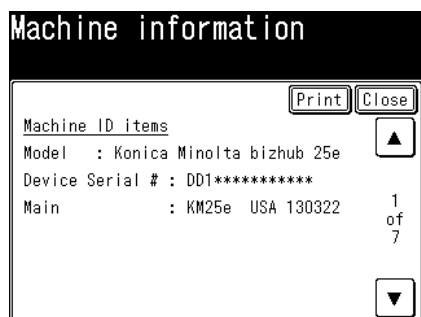 Machine information
Print Close
Machine ID items
Model : Konica Minolta bizhub 25e
Device Serial # : DD1***********
Main : KM25e USA 130322
1
of
7